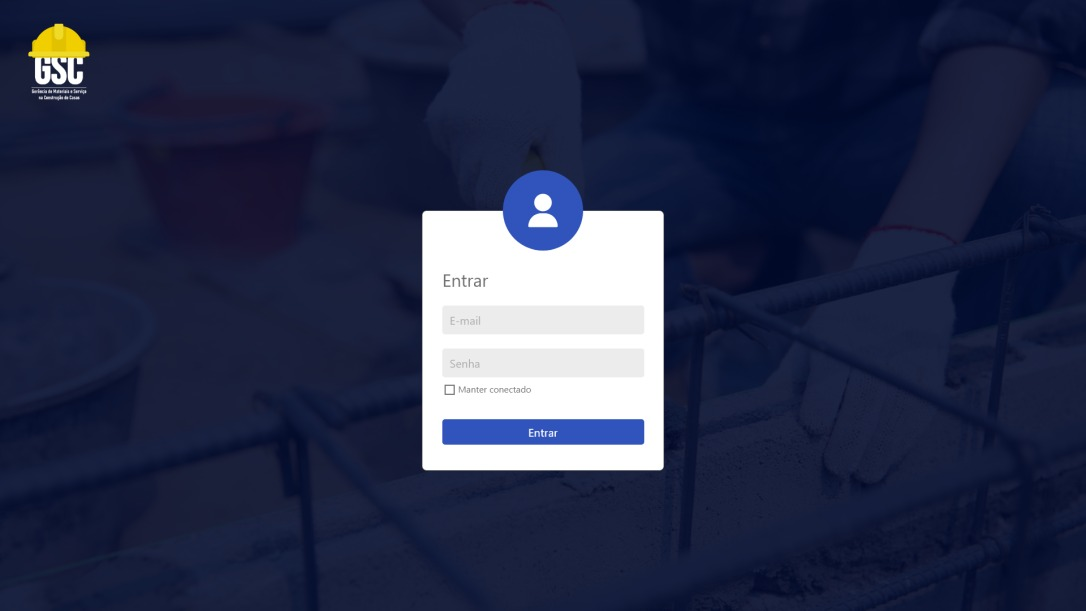 GSC
Gerência de Materiais e Serviço
na Construção de Casas
Entrar
E-mail
Senha
Manter conectado
Entrar